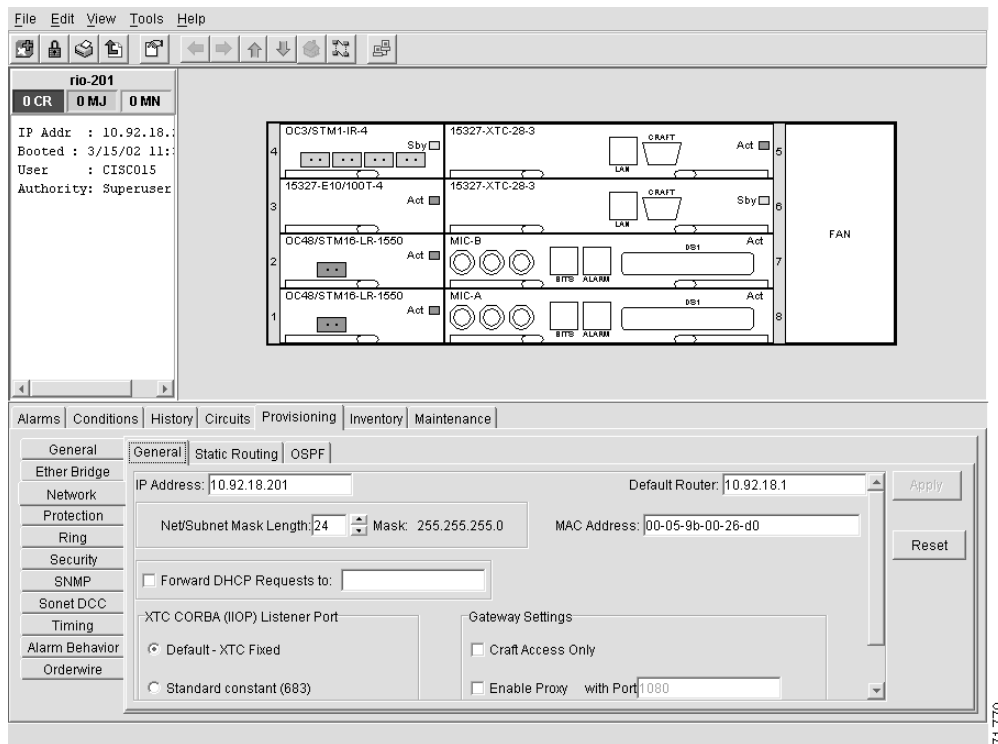 File Edit View Tools Help
rio-201
0 CR 0 MJ 0 MN
IP Addr : 10.92.18.
Booted : 3/15/02 11:
User : CISCO15
Authority: Superuser
OC3/STM1-IR-4
Sby
4
15327-XTC-28-3
CRAFT
LAN
Act
5
15327-E10/100T-4
Act
3
15327-XTC-28-3
CRAFT
LAN
Sby
6
FAN
OC48/STM16-LR-1550
Act
2
MIC-B
BITS ALARM
DS1
Act
7
OC48/STM16-LR-1550
Act
1
MIC-A
BITS ALARM
DS1
Act
8
Alarms Conditions History Circuits Provisioning Inventory Maintenance
General
Ether Bridge
Network
Protection
Ring
Security
SNMP
Sonet DCC
Timing
Alarm Behavior
Orderwire
General Static Routing OSPF
IP Address: 10.92.18.201 Default Router: 10.92.18.1
Net/Subnet Mask Length: 24 Mask: 255.255.255.0 MAC Address: 00-05-9b-00-26-d0
Forward DHCP Requests to:
XTC CORBA (IIOP) Listener Port
Default - XTC Fixed
Standard constant (683)
Gateway Settings
Craft Access Only
Enable Proxy with Port 1080
Apply
Reset